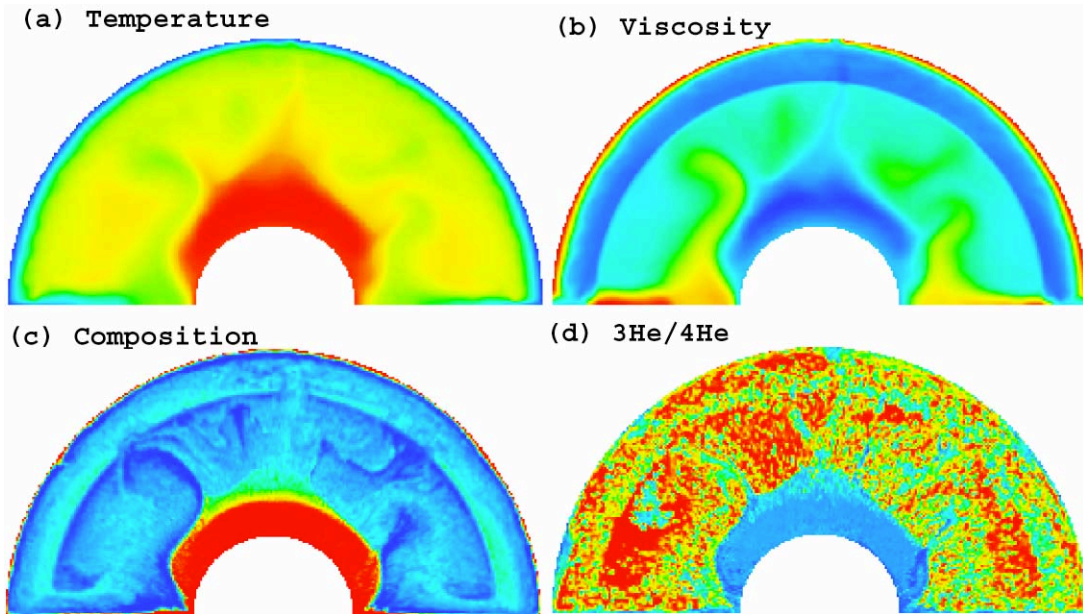 (a) Temperature
(b) Viscosity
(c) Composition
(d) 3He/4He